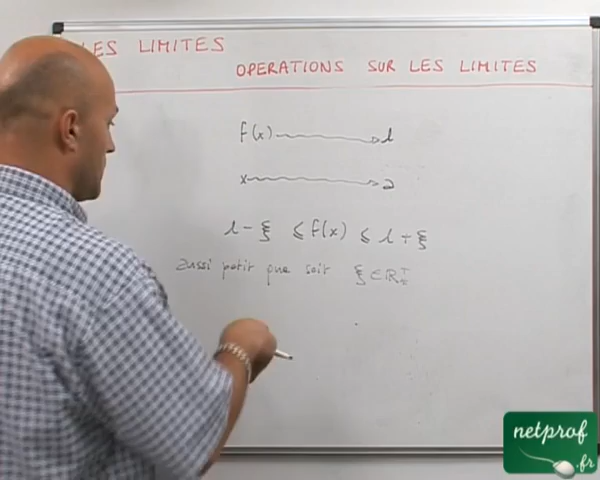 LES LIMITES
OPERATIONS SUR LES LIMITES
f(x) → l
x → a
l - ξ ⩽ f(x) ⩽ l + ξ
aussi petit que soit ξ ∈ ℝ*⁺
netprof
.fr